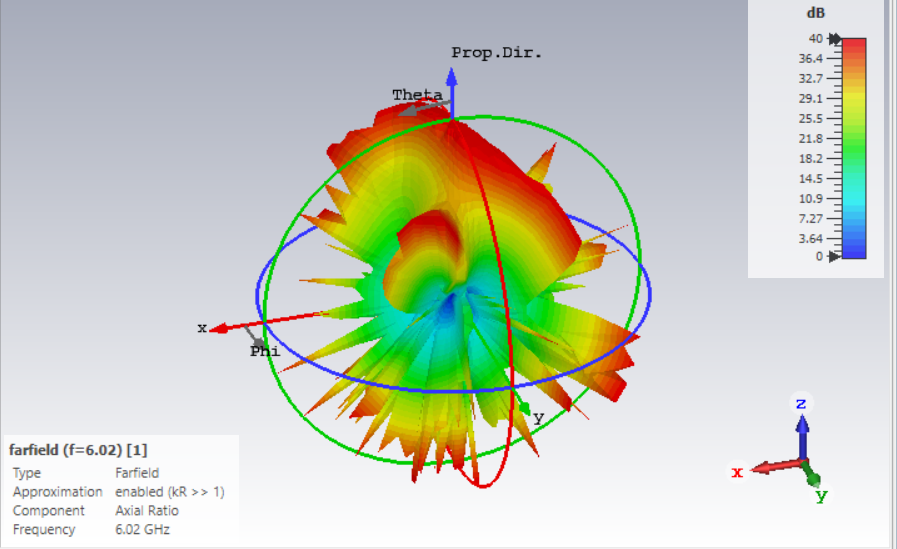 dB
40
36.4
32.7
29.1
25.5
21.8
18.2
14.5
10.9
7.27
3.64
0
Prop.Dir.
Theta
x
Phi
y
z
x
y
farfield (f=6.02) [1]
Type Farfield
Approximation enabled (kR >> 1)
Component Axial Ratio
Frequency 6.02 GHz